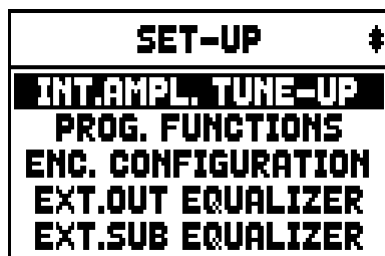 SET-UP
INT.AMPL. TUNE-UP
PROG. FUNCTIONS
ENC. CONFIGURATION
EXT.OUT EQUALIZER
EXT.SUB EQUALIZER